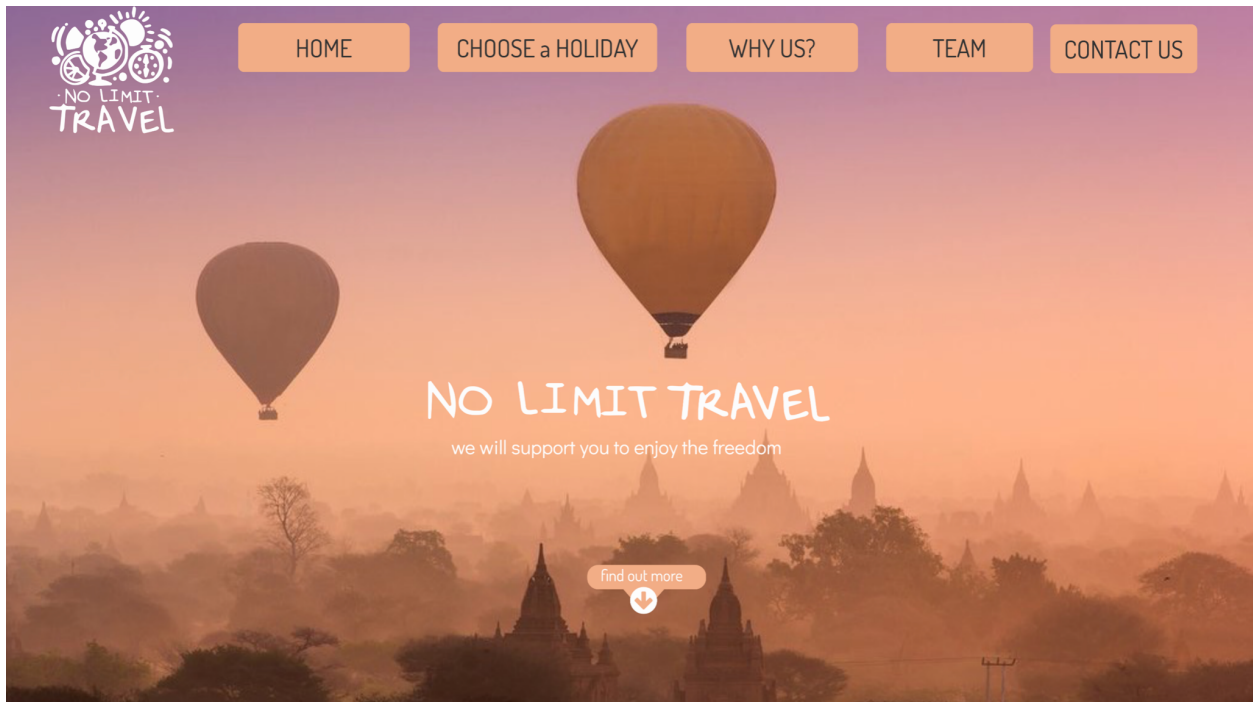 NO LIMIT
TRAVEL
HOME
CHOOSE a HOLIDAY
WHY US?
TEAM
CONTACT US
NO LIMIT TRAVEL
we will support you to enjoy the freedom
find out more